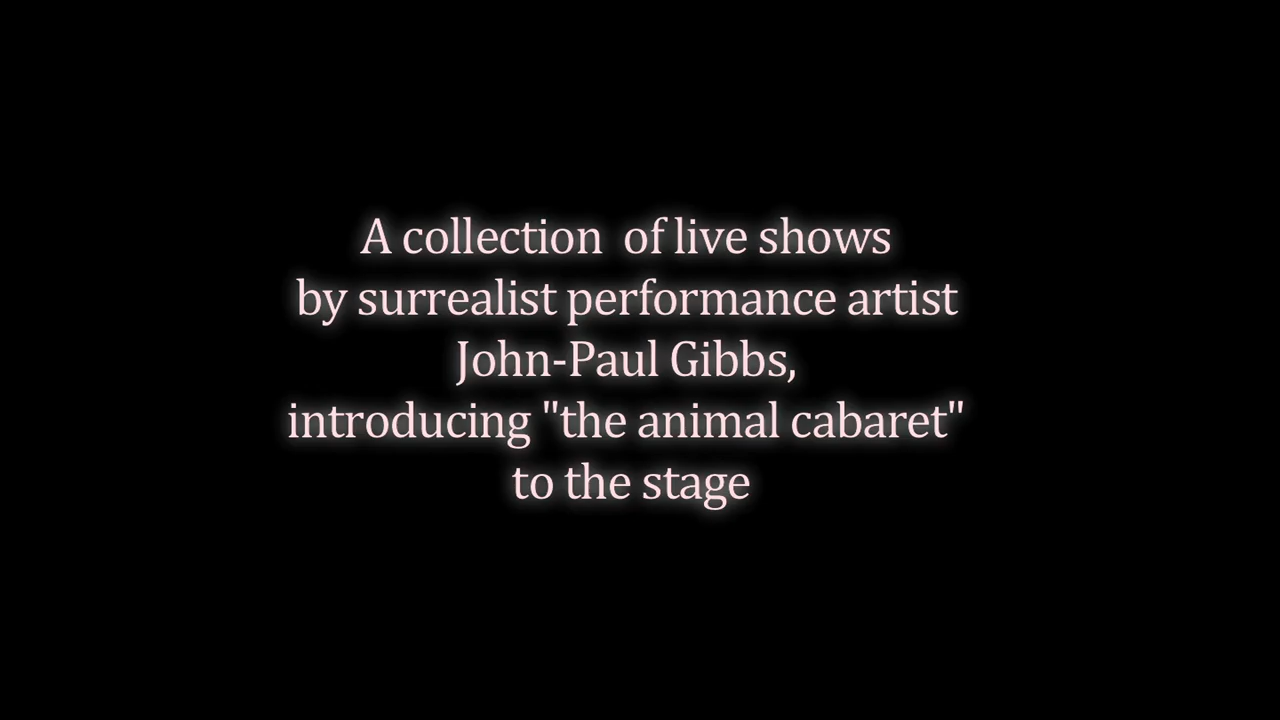 A collection  of live shows
by surrealist performance artist
John-Paul Gibbs,
introducing "the animal cabaret"
to the stage